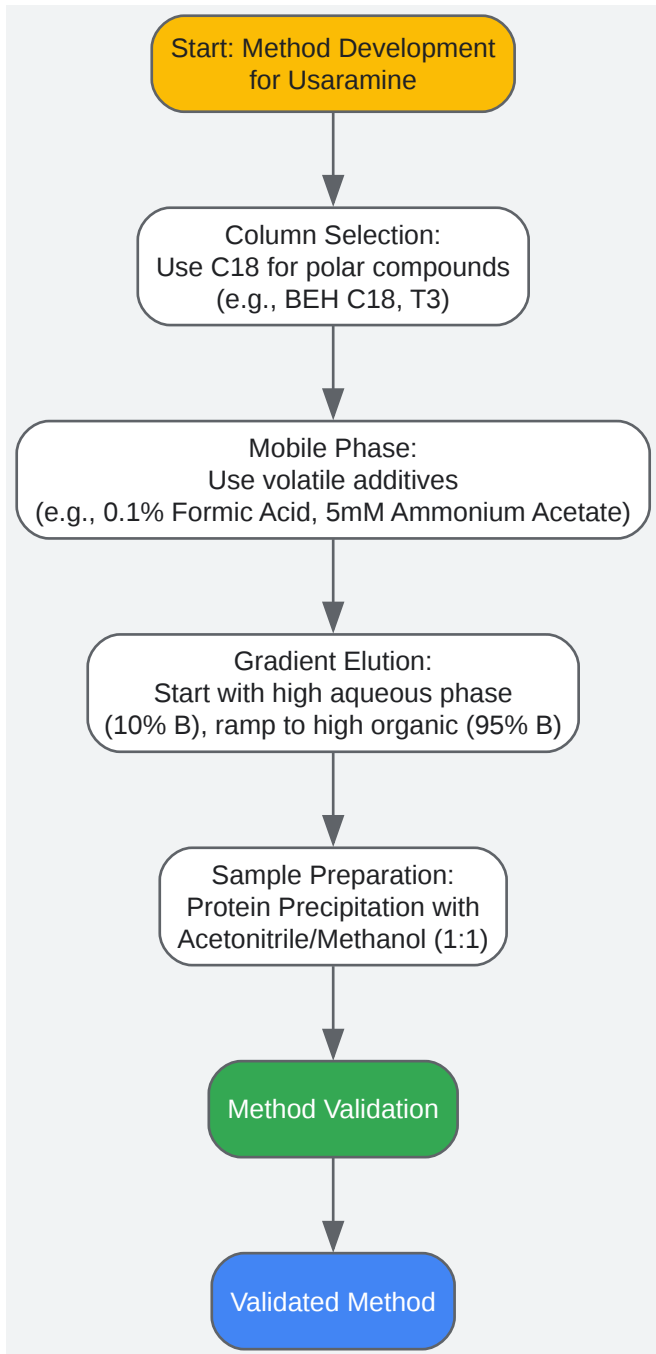 Start: Method Development
for Usaramine
Column Selection:
Use C18 for polar compounds
(e.g., BEH C18, T3)
Mobile Phase:
Use volatile additives
(e.g., 0.1% Formic Acid, 5mM Ammonium Acetate)
Gradient Elution:
Start with high aqueous phase
(10% B), ramp to high organic (95% B)
Sample Preparation:
Protein Precipitation with
Acetonitrile/Methanol (1:1)
Method Validation
Validated Method